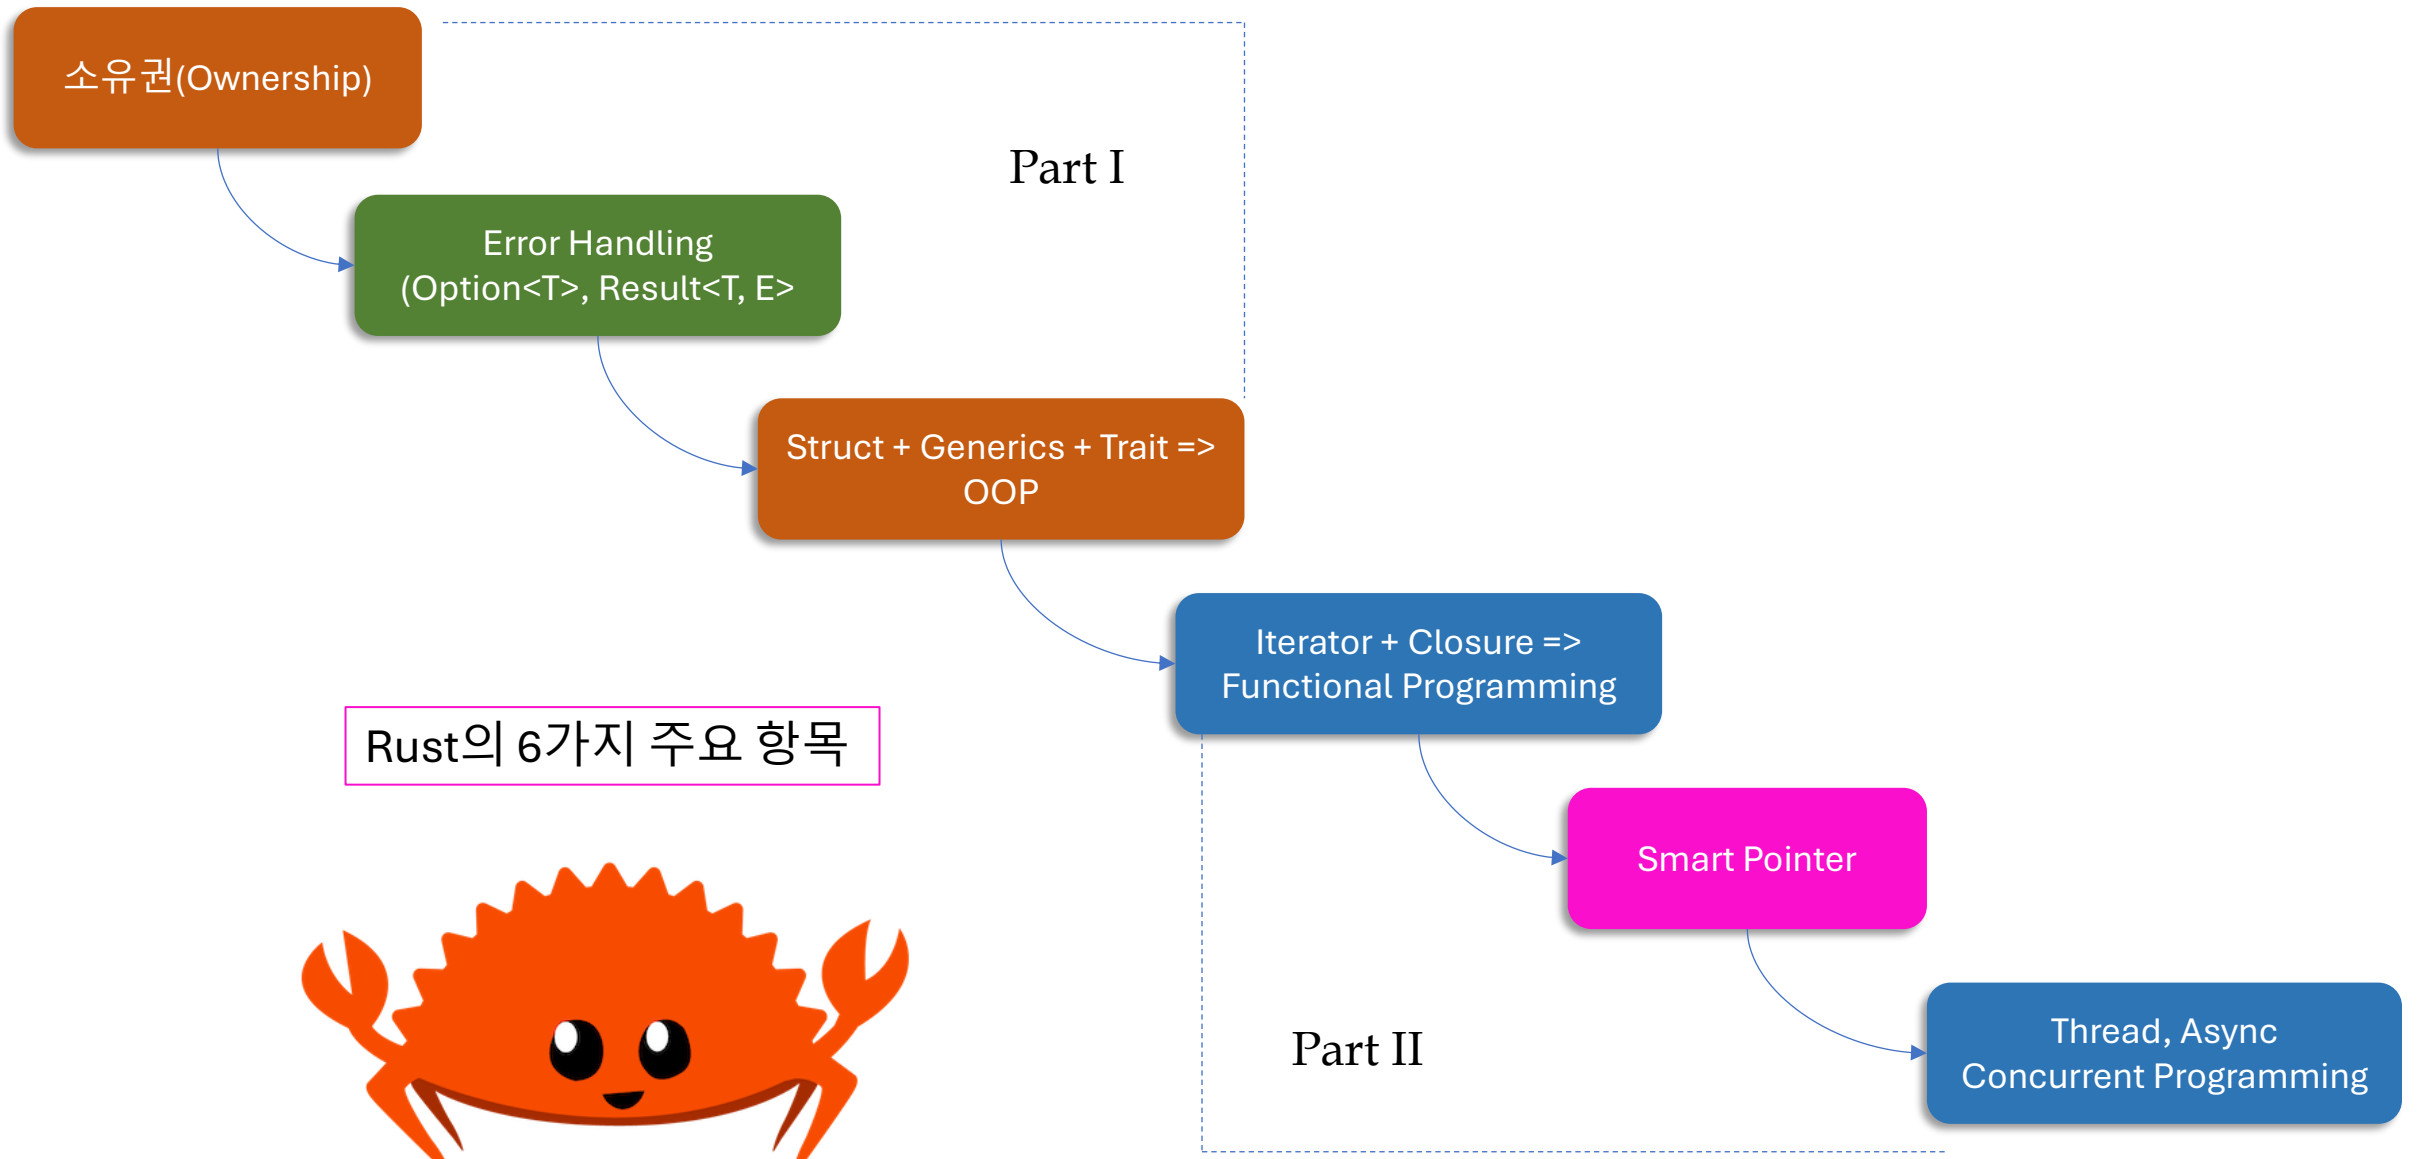 소유권(Ownership)
Part I
Error Handling
(Option<T>, Result<T, E>
Struct + Generics + Trait =>
OOP
Iterator + Closure =>
Functional Programming
Rust의 6가지 주요 항목
Smart Pointer
Part II
Thread, Async
Concurrent Programming